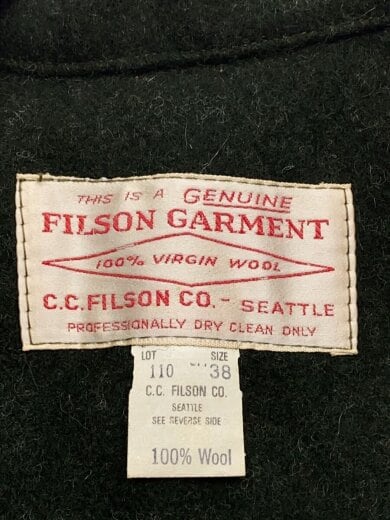 THIS IS A GENUINE
FILSON GARMENT
100% VIRGIN WOOL
C.C.FILSON CO. - SEATTLE
PROFESSIONALLY DRY CLEAN ONLY
LOT SIZE
110 38
C.C. FILSON CO.
SEATTLE
SEE REVERSE SIDE
100% Wool